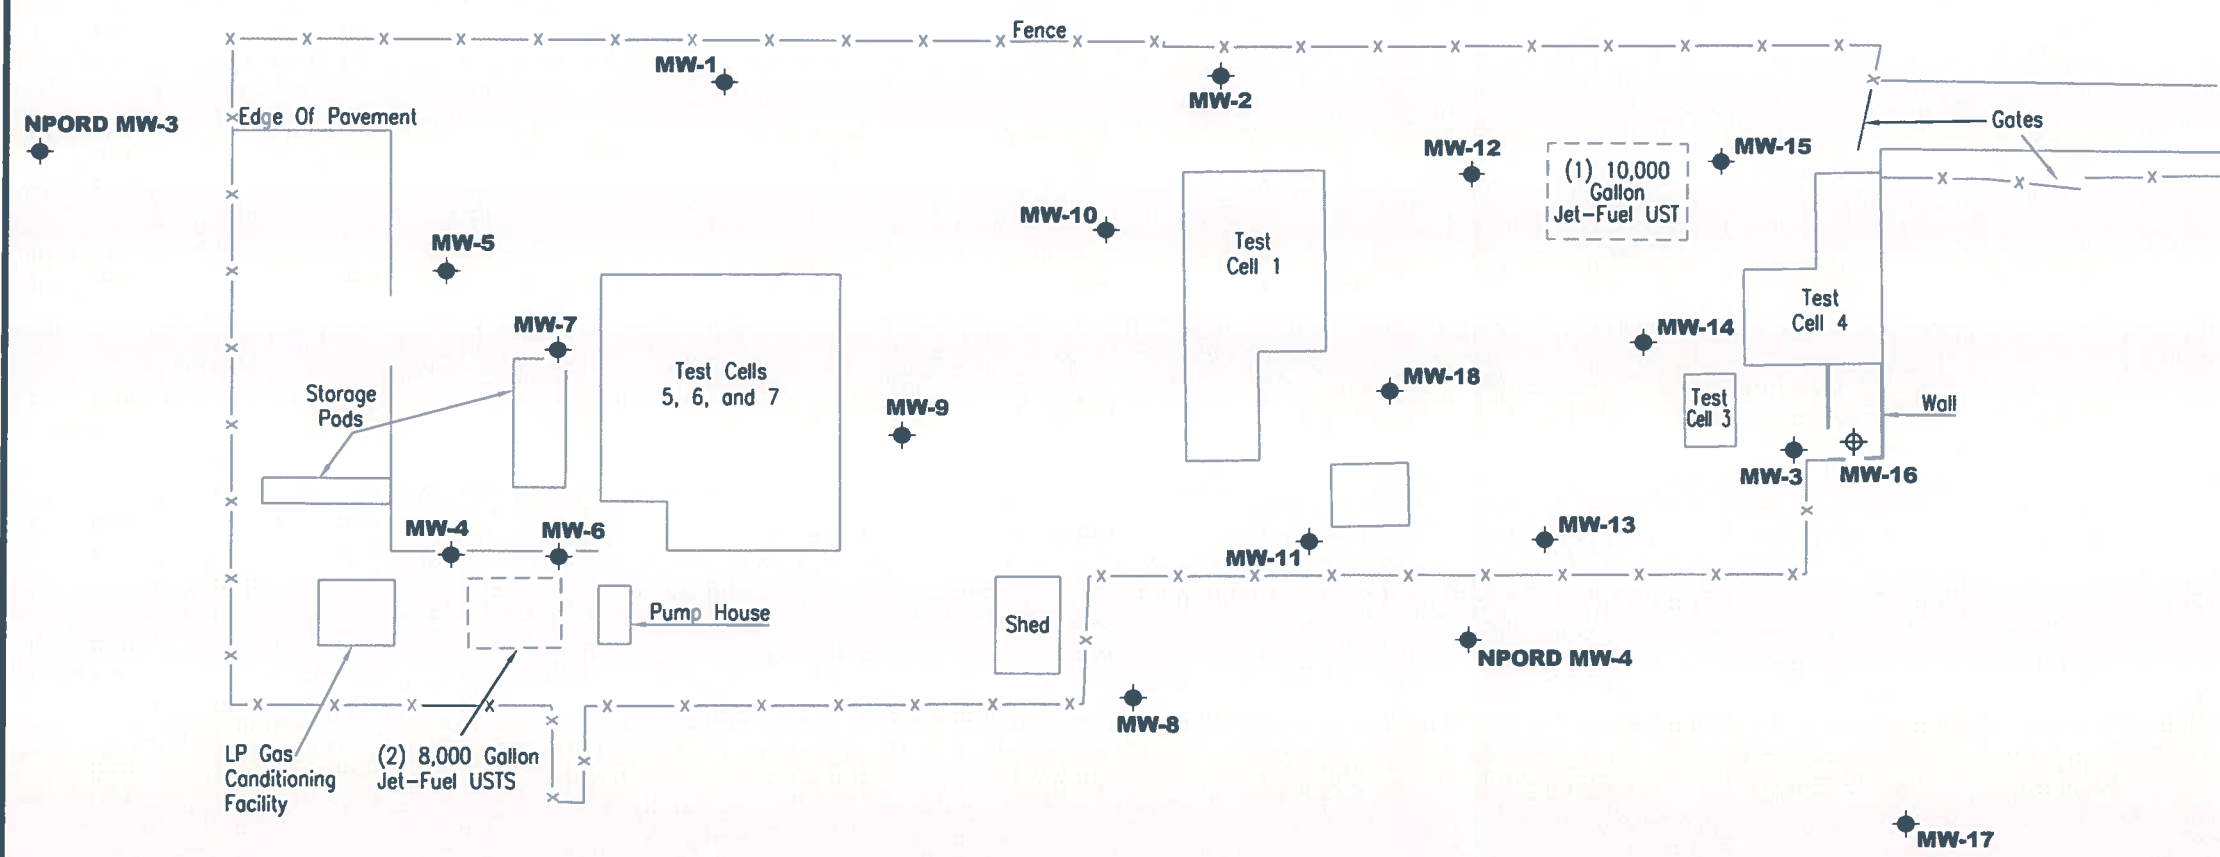 Fence
MW-1
MW-2
Edge Of Pavement
NPORD MW-3
Gates
MW-12
MW-15
(1) 10,000
Gallon
Jet-Fuel UST
MW-10
MW-5
Test
Cell 1
Test
Cell 4
MW-7
MW-14
Test Cells
5, 6, and 7
MW-18
Storage
Pods
MW-9
Test
Cell 3
Wall
MW-3
MW-16
MW-4
MW-6
MW-13
MW-11
Pump House
Shed
NPORD MW-4
MW-8
LP Gas
Canditioning
Facility
(2) 8,000 Gallon
Jet-Fuel USTS
MW-17